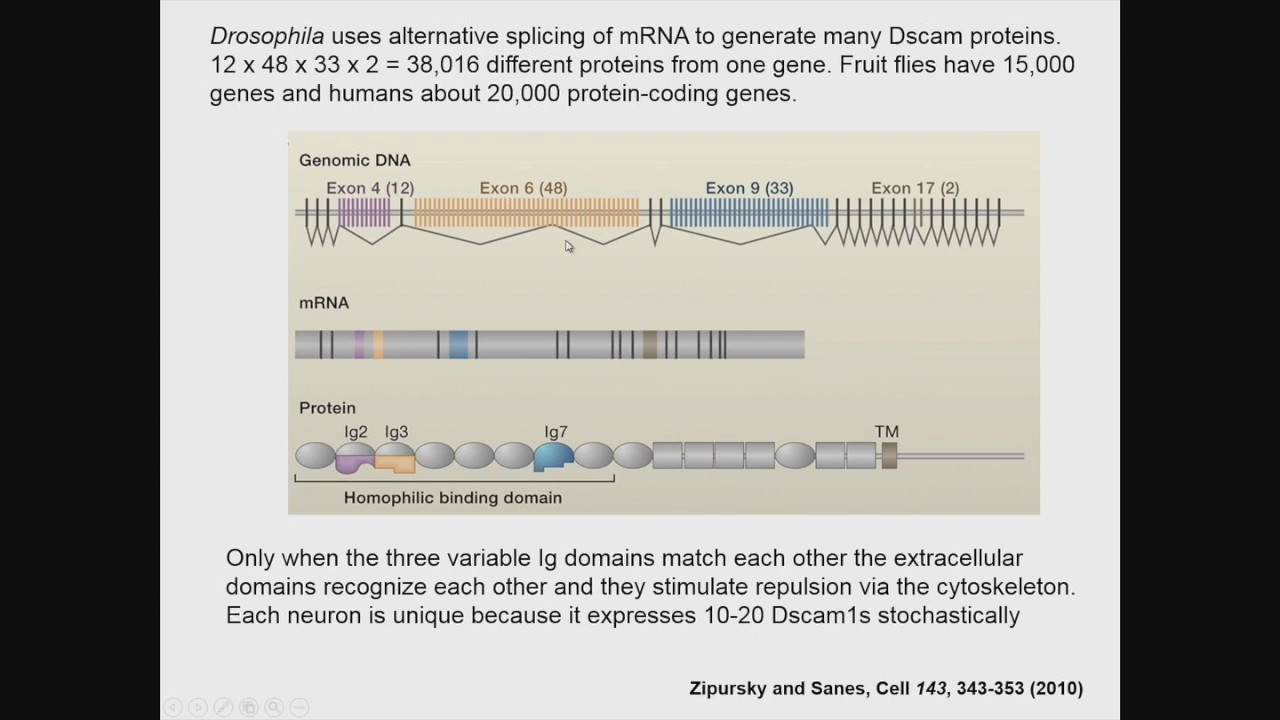 Drosophila uses alternative splicing of mRNA to generate many Dscam proteins.
12 x 48 x 33 x 2 = 38,016 different proteins from one gene. Fruit flies have 15,000
genes and humans about 20,000 protein-coding genes.
Genomic DNA
Exon 4 (12) Exon 6 (48) Exon 9 (33) Exon 17 (2)
mRNA
Protein
Ig2 Ig3 Ig7 TM
Homophilic binding domain
Only when the three variable Ig domains match each other the extracellular
domains recognize each other and they stimulate repulsion via the cytoskeleton.
Each neuron is unique because it expresses 10-20 Dscam1s stochastically
Zipursky and Sanes, Cell 143, 343-353 (2010)